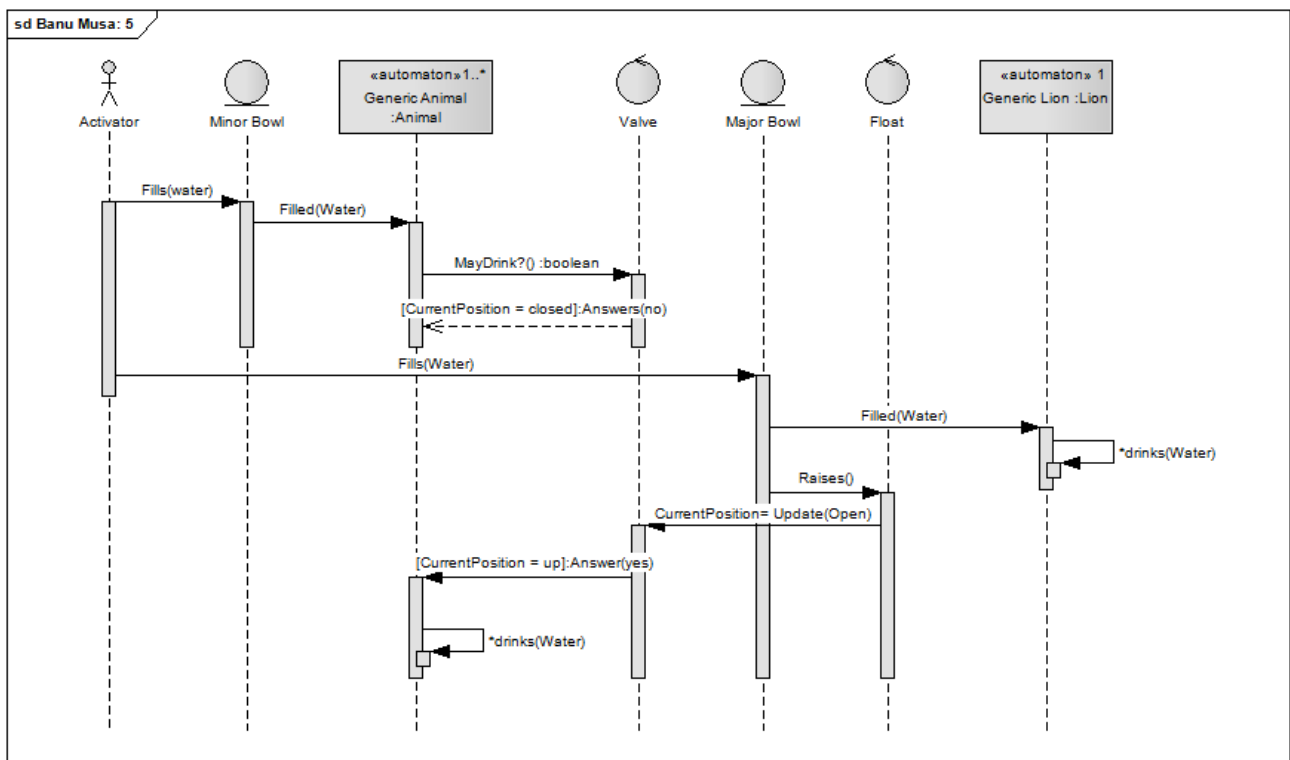 sd Banu Musa: 5
«automaton»1..*
Generic Animal
:Animal
«automaton» 1
Generic Lion :Lion
Activator
Minor Bowl
Valve
Major Bowl
Float
Fills(water)
Filled(Water)
MayDrink?() :boolean
[CurrentPosition = closed]:Answers(no)
Fills(Water)
Filled(Water)
*drinks(Water)
Raises()
CurrentPosition= Update(Open)
[CurrentPosition = up]:Answer(yes)
*drinks(Water)